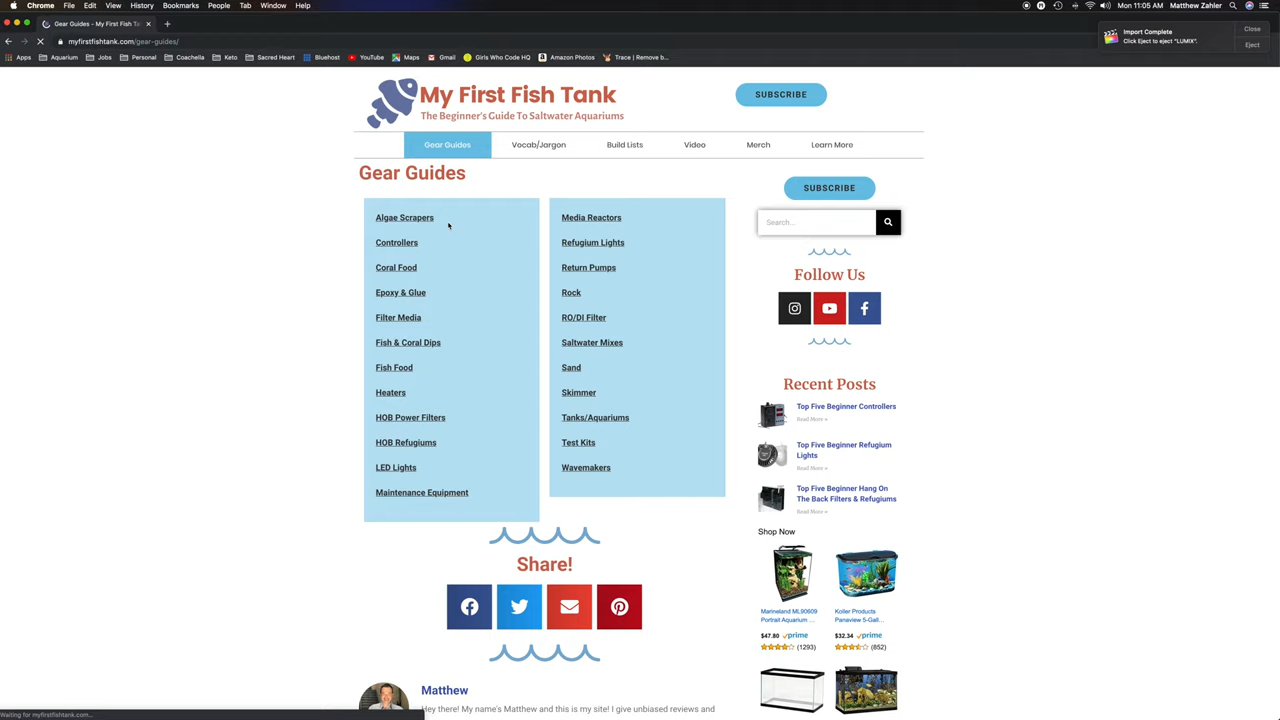 Chrome File Edit View History Bookmarks People Tab Window Help
Mon 11:05 AM Matthew Zahler
Gear Guides - My First Fish Ta
Import Complete
Click Eject to eject "LUMIX".
Close
Eject
myfirstfishtank.com/gear-guides/
Apps Aquarium Jobs Personal Coachella Keto Sacred Heart Bluehost YouTube Maps Gmail Girls Who Code HQ Amazon Photos Trace | Remove b...
My First Fish Tank
The Beginner's Guide To Saltwater Aquariums
SUBSCRIBE
Gear Guides Vocab/Jargon Build Lists Video Merch Learn More
Gear Guides
Algae Scrapers
Controllers
Coral Food
Epoxy & Glue
Filter Media
Fish & Coral Dips
Fish Food
Heaters
HOB Power Filters
HOB Refugiums
LED Lights
Maintenance Equipment
Media Reactors
Refugium Lights
Return Pumps
Rock
RO/DI Filter
Saltwater Mixes
Sand
Skimmer
Tanks/Aquariums
Test Kits
Wavemakers
Share!
Matthew
Hey there! My name's Matthew and this is my site! I give unbiased reviews and
SUBSCRIBE
Search...
Follow Us
Recent Posts
Top Five Beginner Controllers
Read More »
Top Five Beginner Refugium
Lights
Read More »
Top Five Beginner Hang On
The Back Filters & Refugiums
Read More »
Shop Now
Marineland ML90609
Portrait Aquarium ...
$47.80 prime
(1293)
Koller Products
Panaview 5-Gall...
$32.34 prime
(852)
Waiting for myfirstfishtank.com...